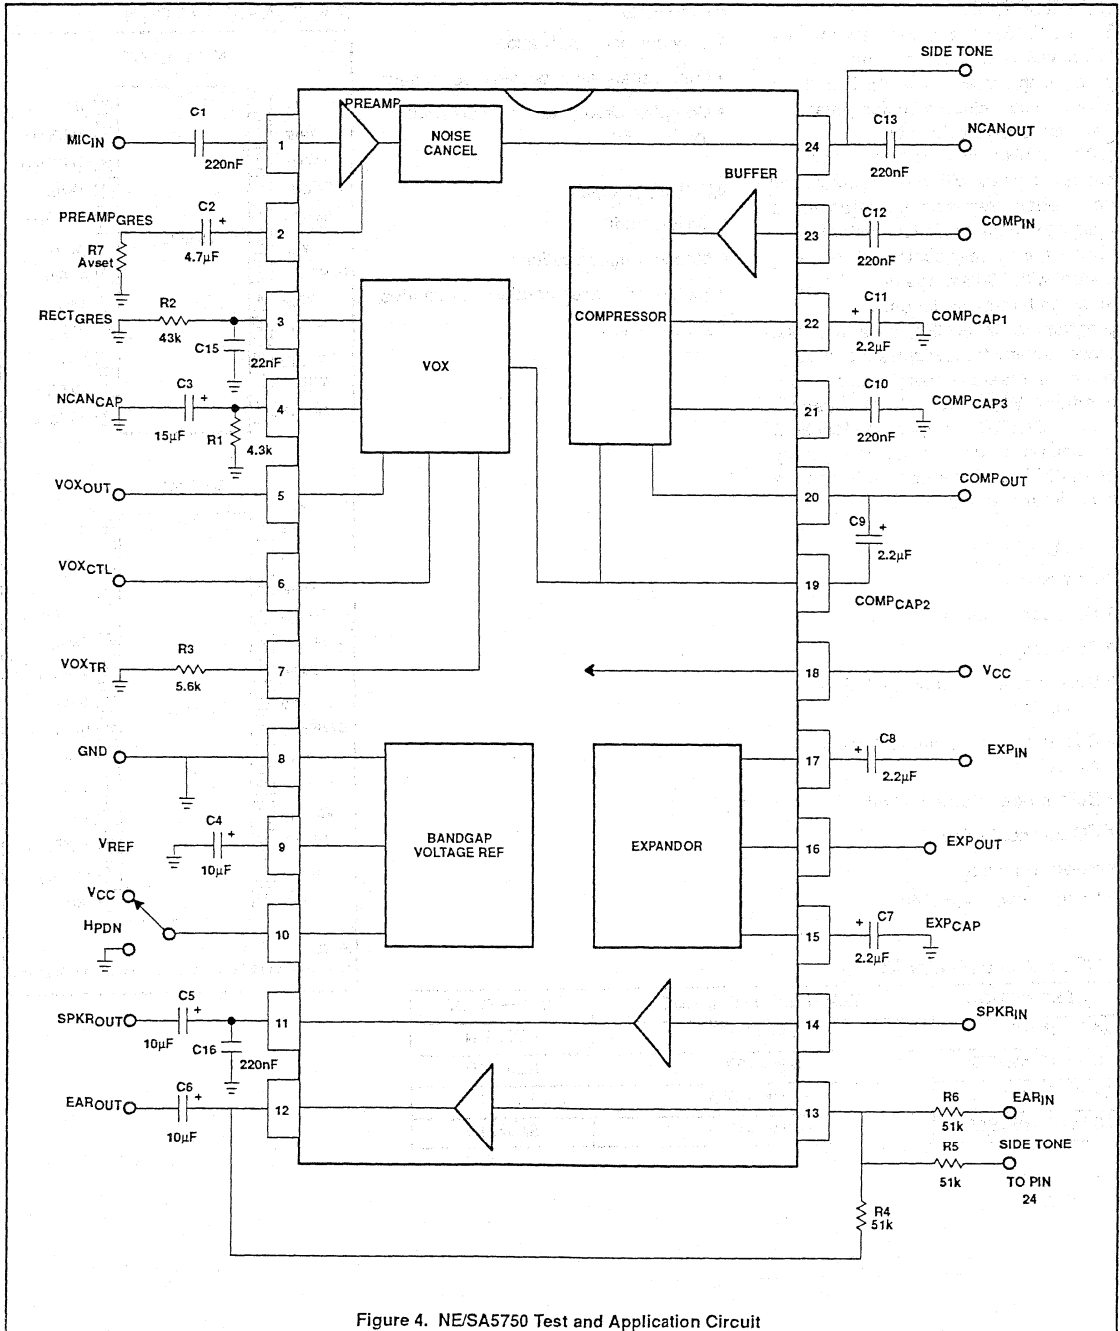 SIDE TONE
C1
PREAMP
C13
MICIN
1
NOISE
CANCEL
24
NCANOUT
220nF
220nF
BUFFER
PREAMPGRES
C2
+
2
C12
COMPIN
23
R7
Avset
4.7µF
220nF
RECTGRES
R2
3
COMPRESSOR
22
+
C11
COMPCAP1
43k
C15
22nF
VOX
2.2µF
NCANCAP
C3
+
4
21
C10
COMPCAP3
15µF
R1
4.3k
220nF
VOXOUT
5
20
COMPOUT
C9
+
2.2µF
VOXCTL
6
19
COMPCAP2
VOXTR
R3
7
18
VCC
5.6k
GND
8
17
+
C8
EXPIN
2.2µF
VREF
C4
+
9
BANDGAP
VOLTAGE REF
EXPANDOR
16
EXPOUT
10µF
VCC
HPDN
10
15
+
C7
EXPCAP
2.2µF
SPKROUT
C5
+
11
14
SPKRIN
10µF
C16
220nF
EAROUT
C6
+
12
13
R6
EARIN
10µF
51k
R5
SIDE TONE
51k
TO PIN
24
R4
51k
Figure 4. NE/SA5750 Test and Application Circuit